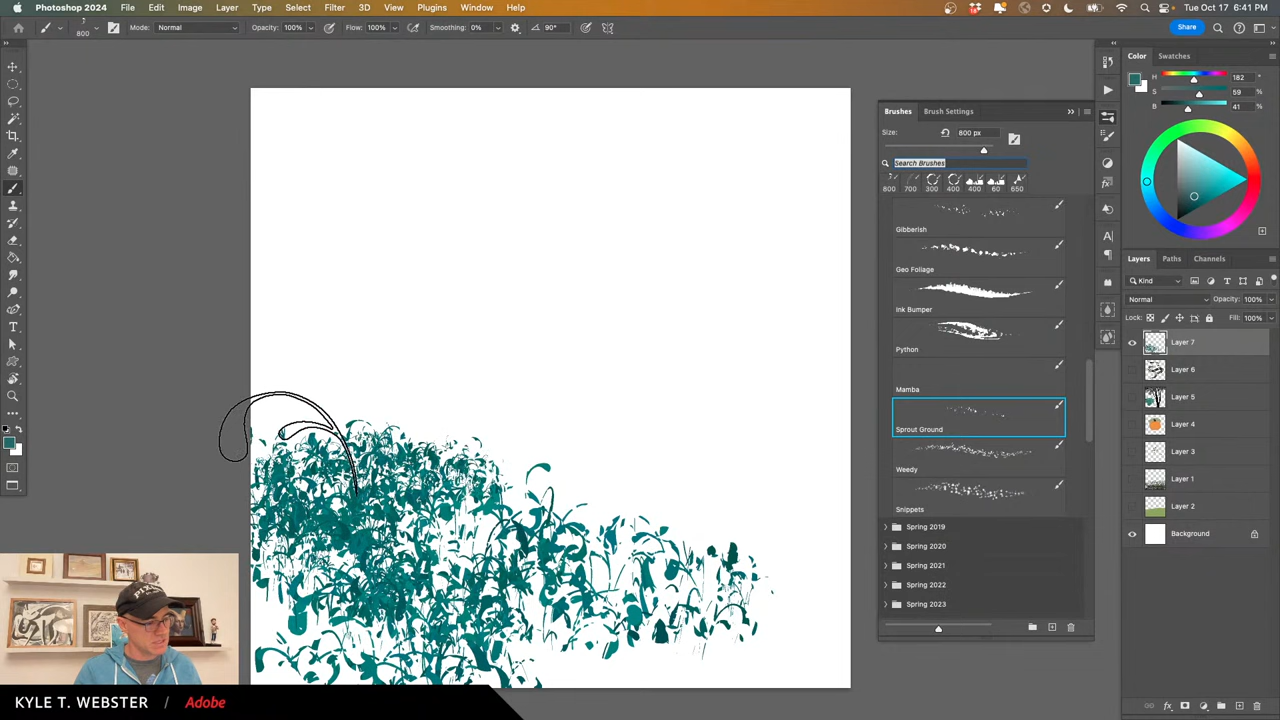 Photoshop 2024 File Edit Image Layer Type Select Filter 3D View Plugins Window Help Tue Oct 17 6:41 PM
800 Mode: Normal Opacity: 100% Flow: 100% Smoothing: 0% 90° Share
Brushes Brush Settings
Size: 800 px
Search Brushes
800 700 300 400 400 60 650
Gibberish
Geo Foliage
Ink Bumper
Python
Mamba
Sprout Ground
Weedy
Snippets
Spring 2019
Spring 2020
Spring 2021
Spring 2022
Spring 2023
Color Swatches
H 182 °
S 59 %
B 41 %
Layers Paths Channels
Kind
Normal Opacity: 100%
Lock: Fill: 100%
Layer 7
Layer 6
Layer 5
Layer 4
Layer 3
Layer 1
Layer 2
Background
KYLE T. WEBSTER / Adobe